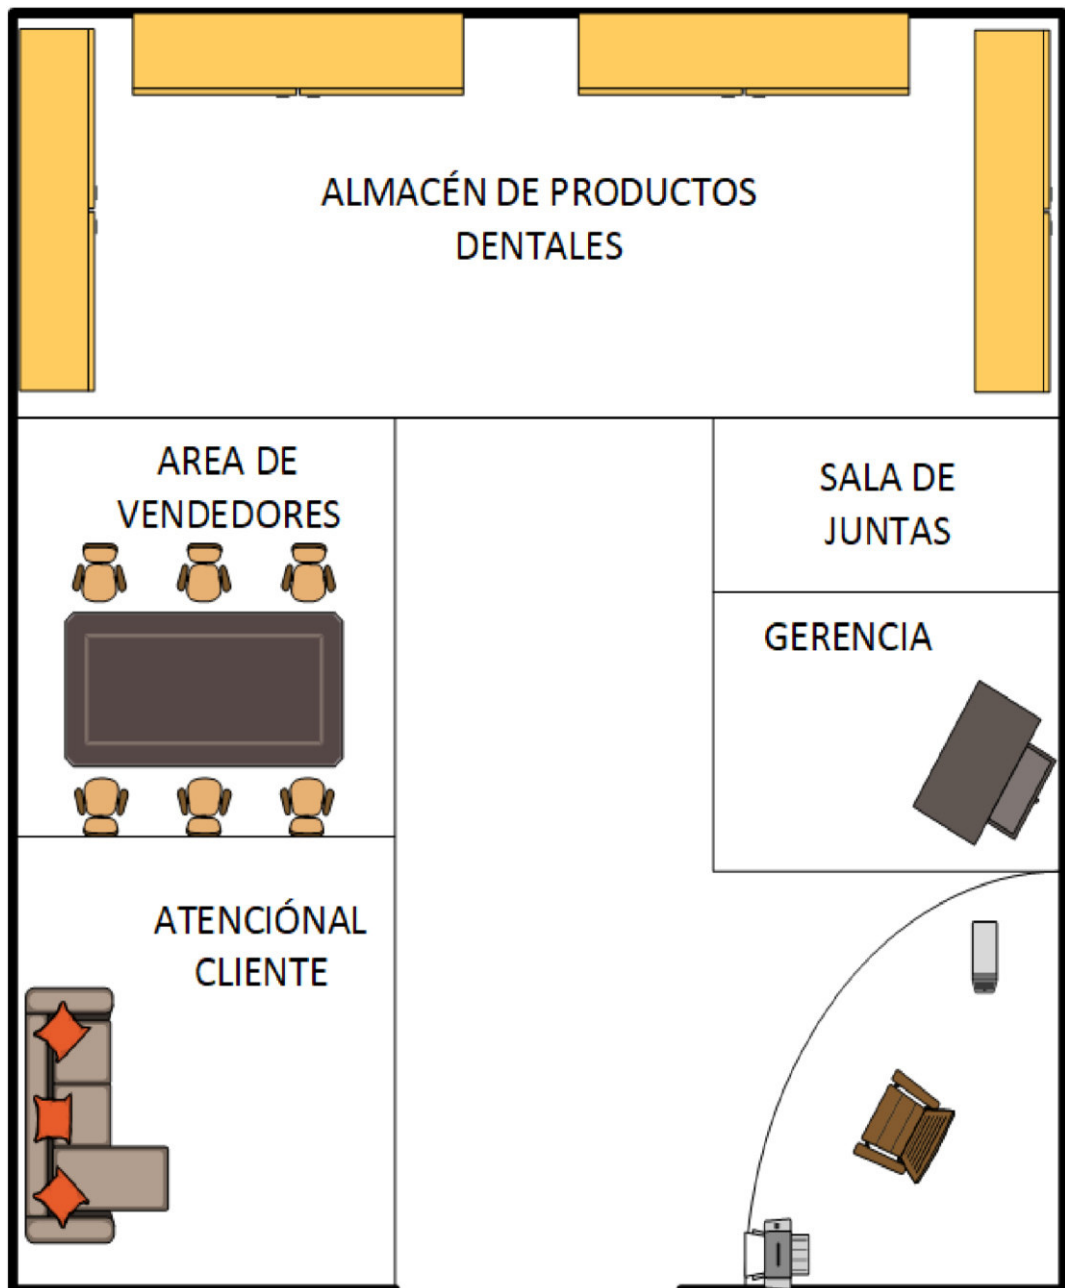 ALMACÉN DE PRODUCTOS
DENTALES
AREA DE
VENDEDORES
SALA DE
JUNTAS
GERENCIA
ATENCIÓNAL
CLIENTE